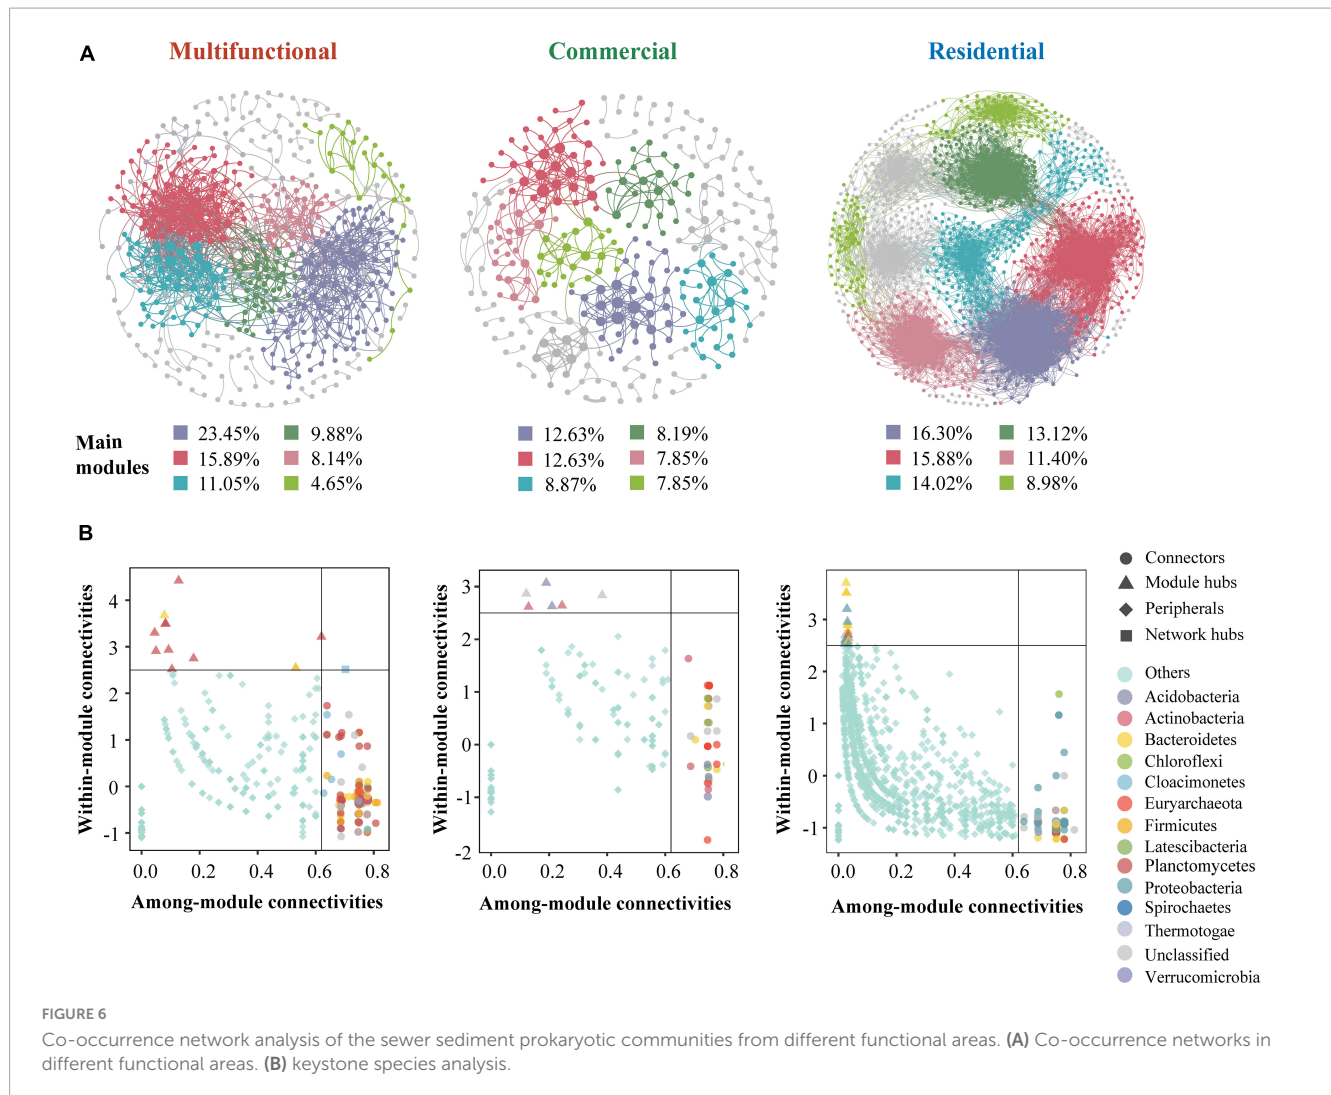 A
Multifunctional
Commercial
Residential
Main
modules
23.45%
9.88%
15.89%
8.14%
11.05%
4.65%
12.63%
8.19%
12.63%
7.85%
8.87%
7.85%
16.30%
13.12%
15.88%
11.40%
14.02%
8.98%
B
Within-module connectivities
4
3
2
1
0
-1
0.0 0.2 0.4 0.6 0.8
Among-module connectivities
Within-module connectivities
3
2
1
0
-1
-2
0.0 0.2 0.4 0.6 0.8
Among-module connectivities
Within-module connectivities
3
2
1
0
-1
0.0 0.2 0.4 0.6 0.8
Among-module connectivities
Connectors
Module hubs
Peripherals
Network hubs
Others
Acidobacteria
Actinobacteria
Bacteroidetes
Chloroflexi
Cloacimonetes
Euryarchaeota
Firmicutes
Latescibacteria
Planctomycetes
Proteobacteria
Spirochaetes
Thermotogae
Unclassified
Verrucomicrobia
FIGURE 6
Co-occurrence network analysis of the sewer sediment prokaryotic communities from different functional areas. (A) Co-occurrence networks in
different functional areas. (B) keystone species analysis.